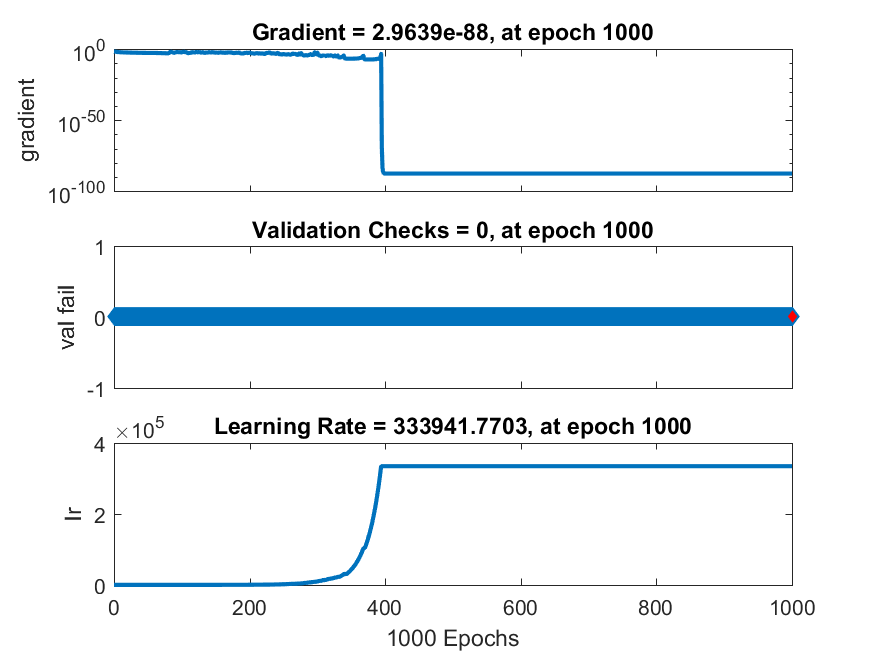 Gradient = 2.9639e-88, at epoch 1000
10^0
10^-50
10^-100
gradient
Validation Checks = 0, at epoch 1000
1
0
-1
val fail
Learning Rate = 333941.7703, at epoch 1000
×10^5
4
2
0
lr
0 200 400 600 800 1000
1000 Epochs